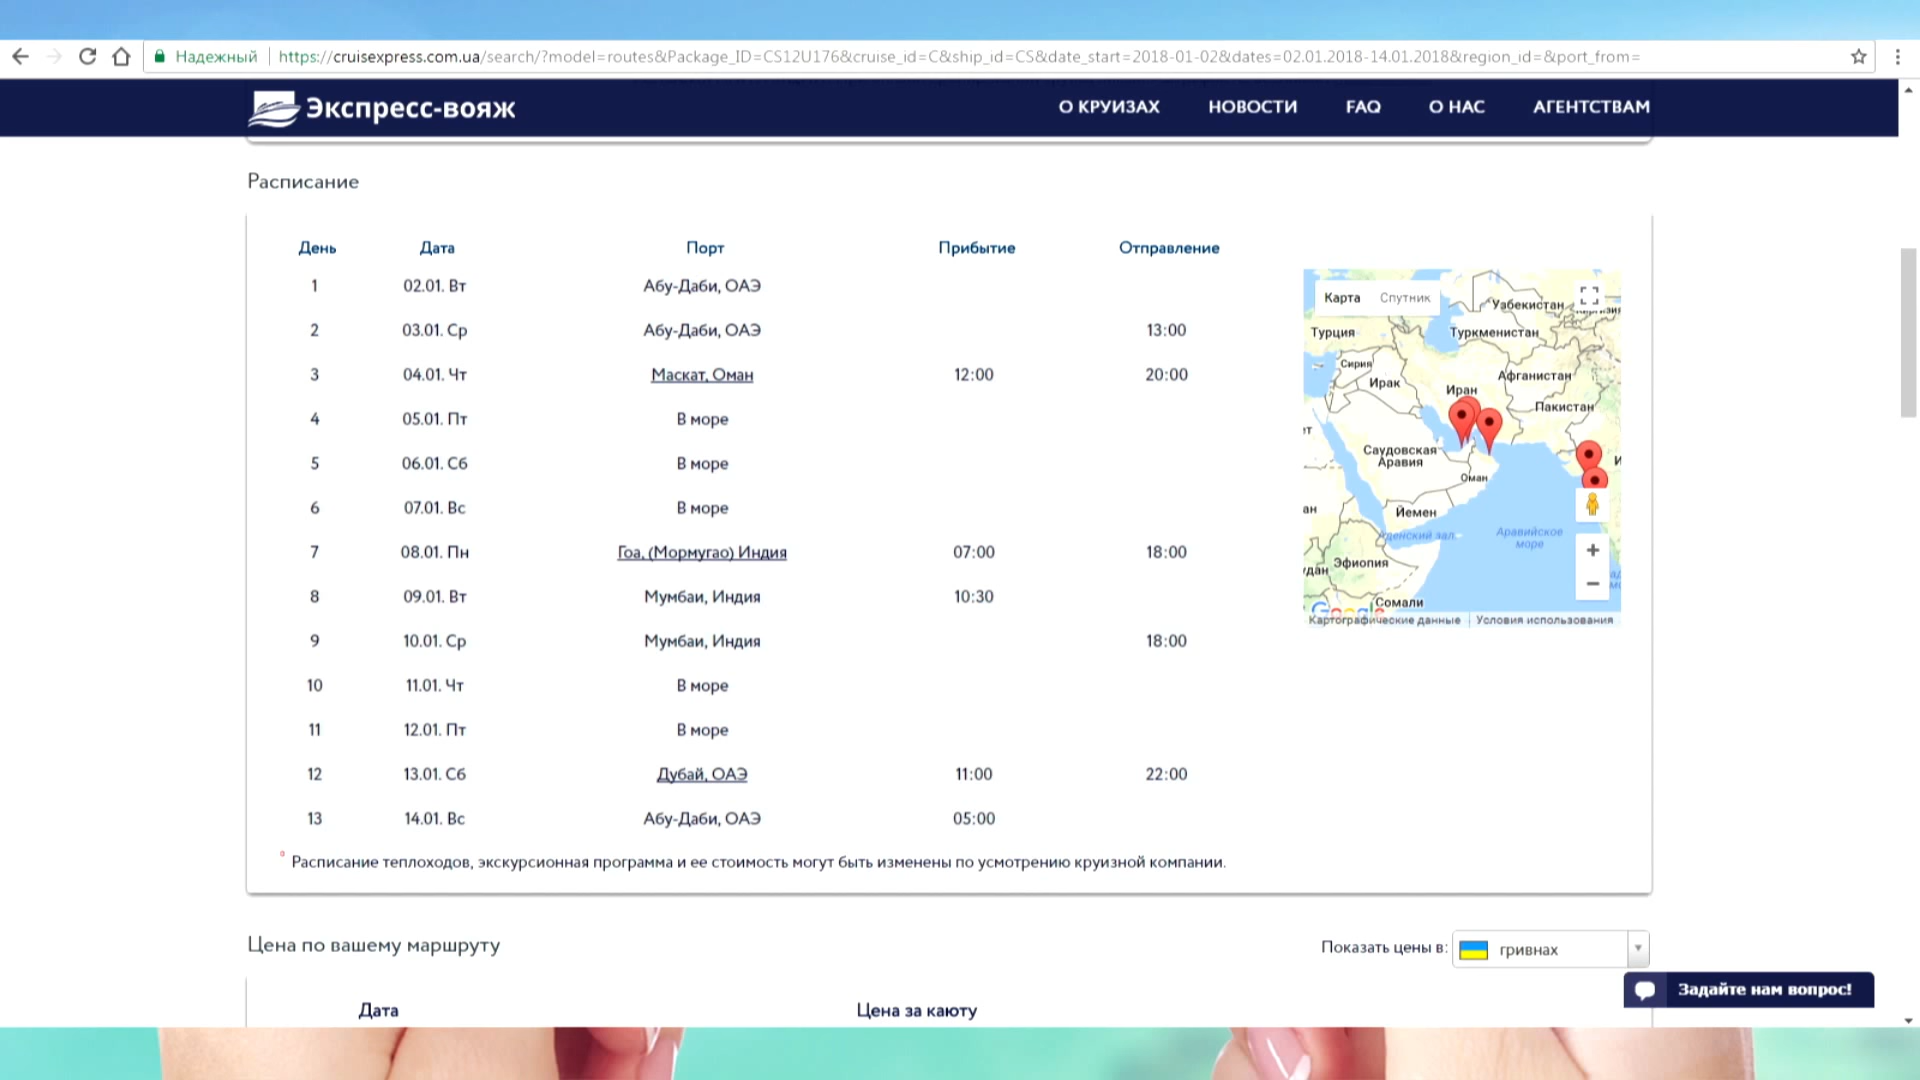 Надежный https://cruisexpress.com.ua/search/?model=routes&Package_ID=CS12U176&cruise_id=C&ship_id=CS&date_start=2018-01-02&dates=02.01.2018-14.01.2018&region_id=&port_from=
Экспресс-вояж О КРУИЗАХ НОВОСТИ FAQ О НАС АГЕНТСТВАМ
Расписание
День Дата Порт Прибытие Отправление
1 02.01. Вт Абу-Даби, ОАЭ
2 03.01. Ср Абу-Даби, ОАЭ 13:00
3 04.01. Чт Маскат, Оман 12:00 20:00
4 05.01. Пт В море
5 06.01. Сб В море
6 07.01. Вс В море
7 08.01. Пн Гоа, (Мормугао) Индия 07:00 18:00
8 09.01. Вт Мумбаи, Индия 10:30
9 10.01. Ср Мумбаи, Индия 18:00
10 11.01. Чт В море
11 12.01. Пт В море
12 13.01. Сб Дубай, ОАЭ 11:00 22:00
13 14.01. Вс Абу-Даби, ОАЭ 05:00
Карта Спутник
Узбекистан
Турция Туркменистан
Сирия
Ирак
Афганистан
Иран
Пакистан
Саудовская
Аравия
Оман
Йемен
Аравийское
море
Эфиопия
Сомали
Google
Картографические данные Условия использования
* Расписание теплоходов, экскурсионная программа и ее стоимость могут быть изменены по усмотрению круизной компании.
Цена по вашему маршруту Показать цены в: гривнах
Задайте нам вопрос!
Дата Цена за каюту